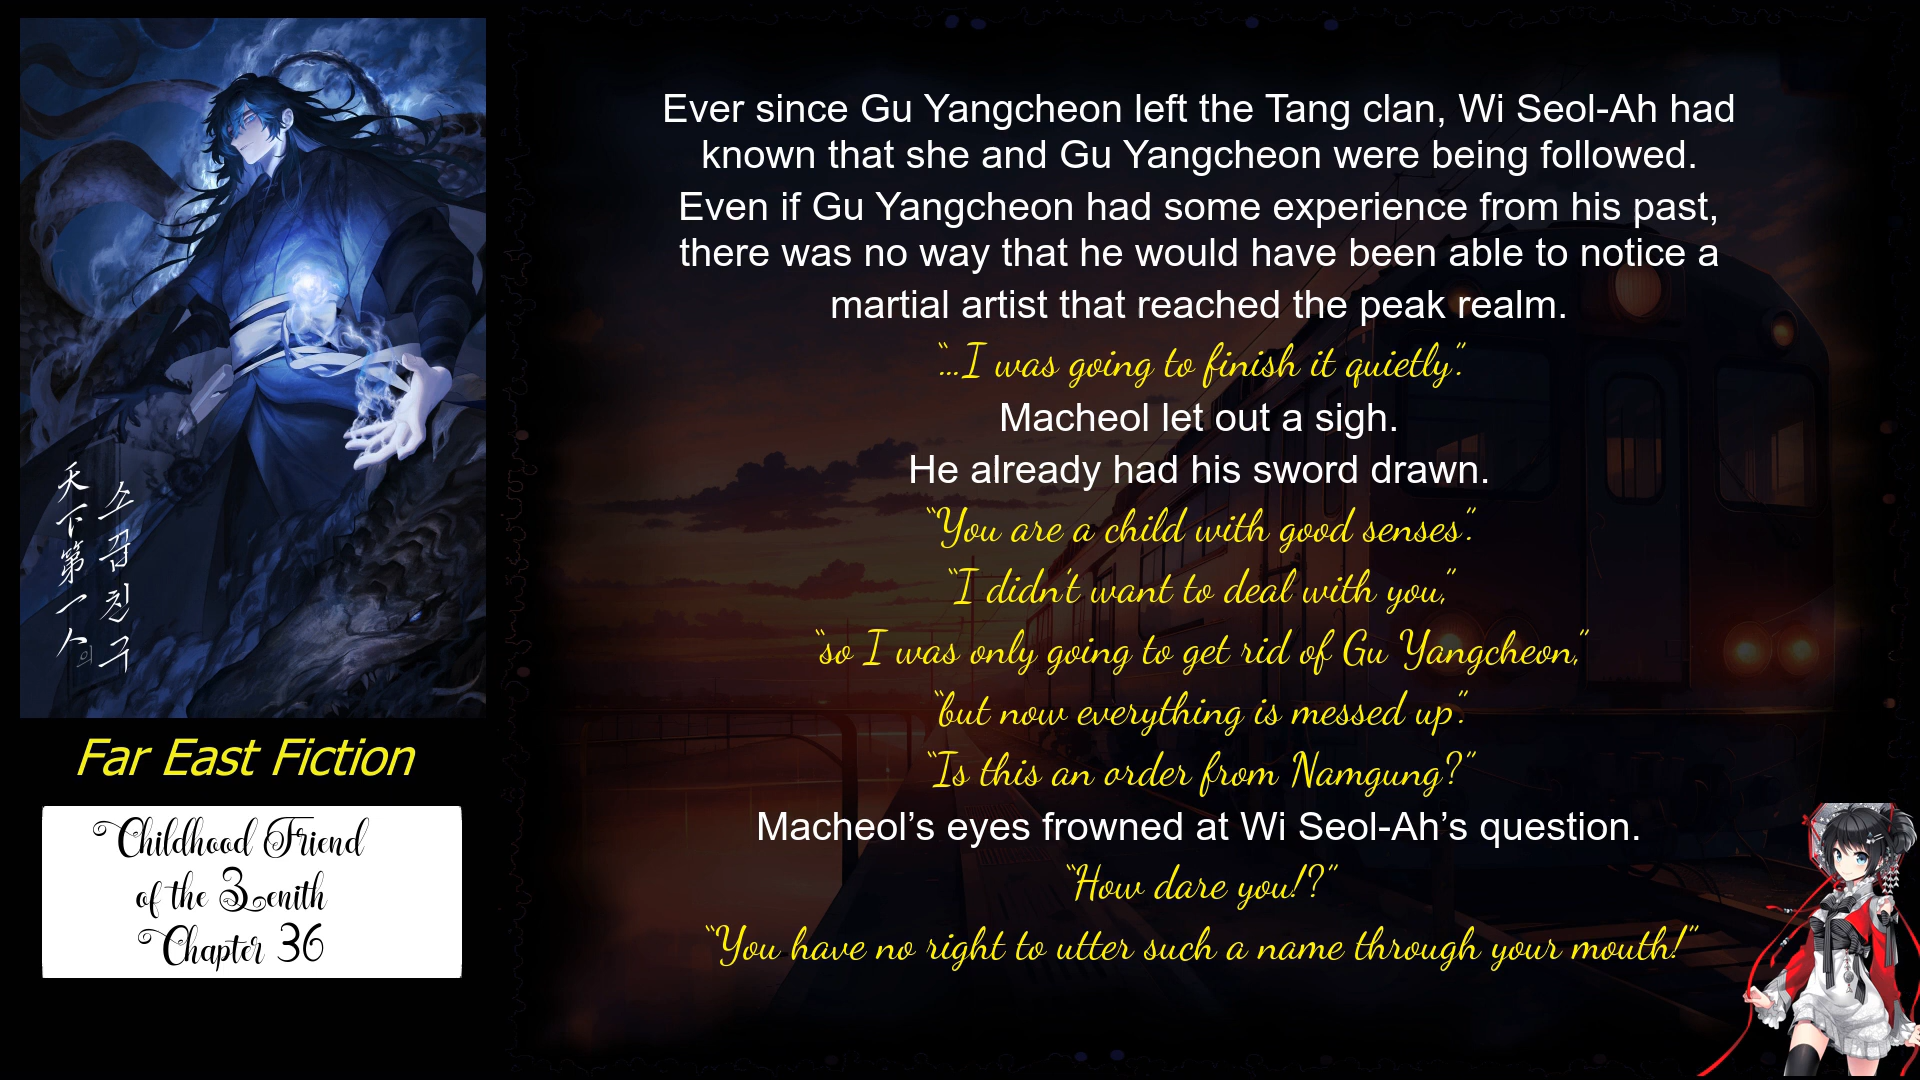 天下第一人의
소꿉친구
Far East Fiction
Childhood Friend
of the Zenith
Chapter 36
Ever since Gu Yangcheon left the Tang clan, Wi Seol-Ah had
known that she and Gu Yangcheon were being followed.
Even if Gu Yangcheon had some experience from his past,
there was no way that he would have been able to notice a
martial artist that reached the peak realm.
“...I was going to finish it quietly”.
Macheol let out a sigh.
He already had his sword drawn.
“You are a child with good senses”.
“I didn’t want to deal with you,”
“so I was only going to get rid of Gu Yangcheon,”
“but now everything is messed up”.
“Is this an order from Namgung?”
Macheol’s eyes frowned at Wi Seol-Ah’s question.
“How dare you!?”
“You have no right to utter such a name through your mouth!”